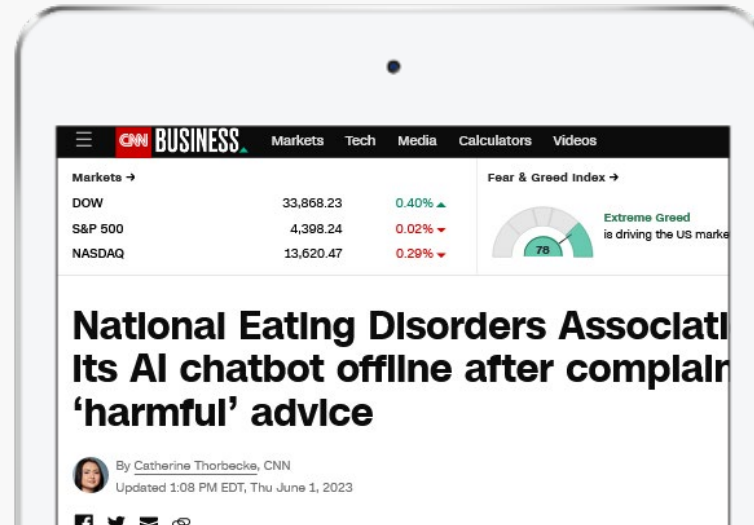 CNN BUSINESS Markets Tech Media Calculators Videos
Markets →
Fear & Greed Index →
DOW 33,868.23 0.40%
S&P 500 4,398.24 0.02%
NASDAQ 13,620.47 0.29%
Extreme Greed
is driving the US marke
78
National Eating Disorders Associati
its AI chatbot offline after complain
‘harmful’ advice
By Catherine Thorbecke, CNN
Updated 1:08 PM EDT, Thu June 1, 2023